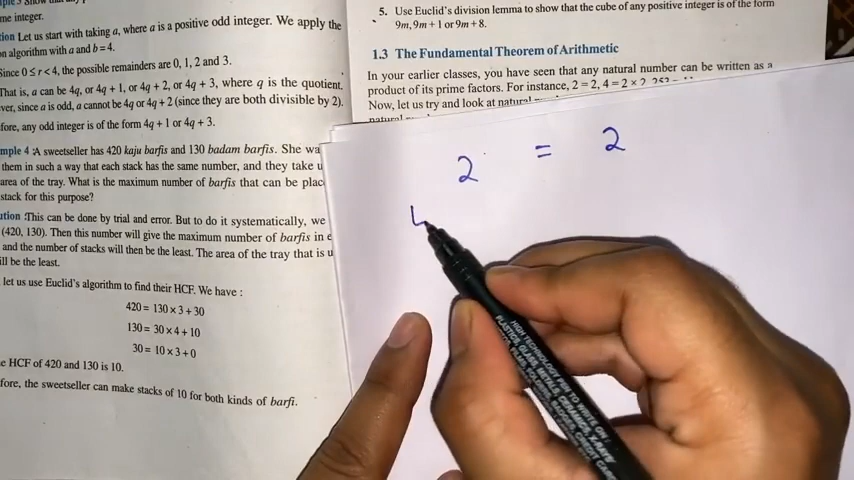 me integer.
tion Let us start with taking a, where a is a positive odd integer. We apply the
n algorithm with a and b = 4.
Since 0 ≤ r < 4, the possible remainders are 0, 1, 2 and 3.
That is, a can be 4q, or 4q + 1, or 4q + 2, or 4q + 3, where q is the quotient.
ver, since a is odd, a cannot be 4q or 4q + 2 (since they are both divisible by 2).
fore, any odd integer is of the form 4q + 1 or 4q + 3.
mple 4 : A sweetseller has 420 kaju barfis and 130 badam barfis. She wa
them in such a way that each stack has the same number, and they take u
area of the tray. What is the maximum number of barfis that can be plac
stack for this purpose?
ution : This can be done by trial and error. But to do it systematically, we
(420, 130). Then this number will give the maximum number of barfis in e
and the number of stacks will then be the least. The area of the tray that is u
ill be the least.
let us use Euclid's algorithm to find their HCF. We have :
420 = 130 × 3 + 30
130 = 30 × 4 + 10
30 = 10 × 3 + 0
e HCF of 420 and 130 is 10.
fore, the sweetseller can make stacks of 10 for both kinds of barfi.
5. Use Euclid's division lemma to show that the cube of any positive integer is of the form
9m, 9m + 1 or 9m + 8.
1.3 The Fundamental Theorem of Arithmetic
In your earlier classes, you have seen that any natural number can be written as a
product of its prime factors. For instance, 2 = 2, 4 = 2 × 2, 253 =
Now, let us try and look at natural
natural
2 = 2
4
HIGH TECHNOLOGY PEN TO WRITE ON